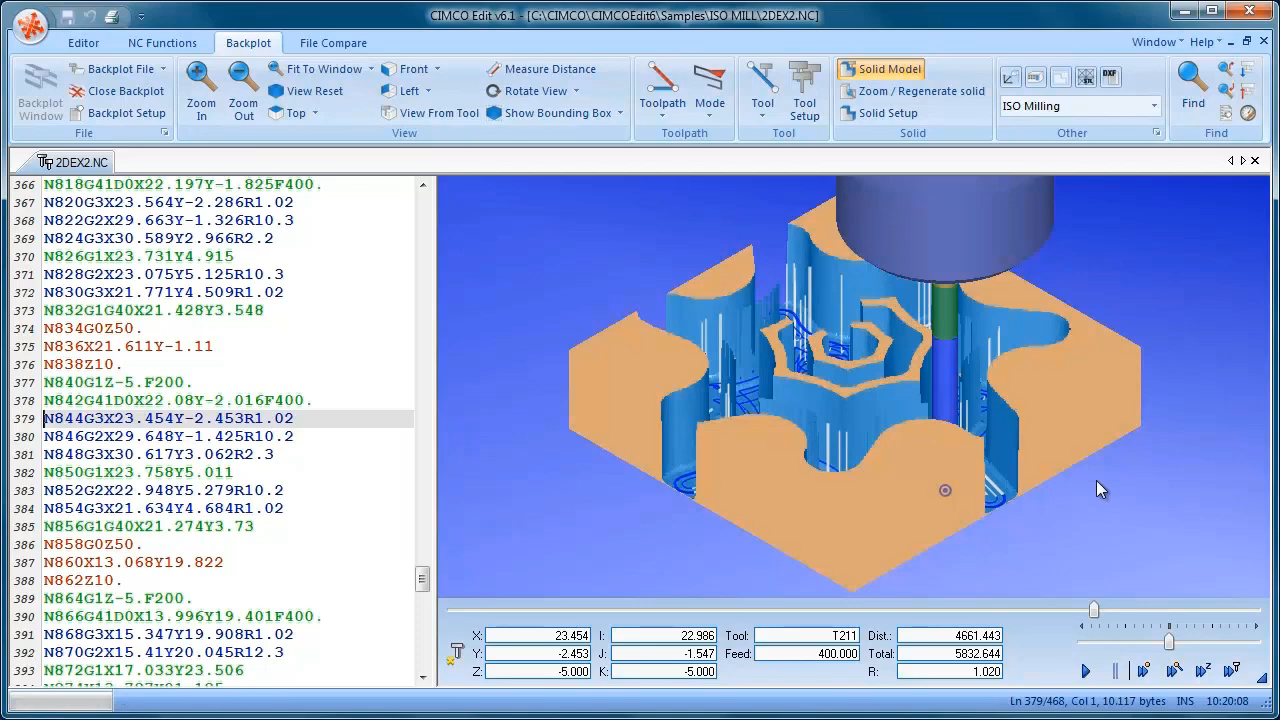 CIMCO Edit v6.1 - [C:\CIMCO\CIMCOEdit6\Samples\ISO MILL\2DEX2.NC]
Editor NC Functions Backplot File Compare Window Help
Backplot Window
Backplot File
Close Backplot
Backplot Setup
File
Zoom In
Zoom Out
Fit To Window
View Reset
Top
Front
Left
View From Tool
Measure Distance
Rotate View
Show Bounding Box
View
Toolpath
Mode
Toolpath
Tool
Tool Setup
Tool
Solid Model
Zoom / Regenerate solid
Solid Setup
Solid
DXF
ISO Milling
Other
Find
Find
2DEX2.NC
366 N818G41D0X22.197Y-1.825F400.
367 N820G3X23.564Y-2.286R1.02
368 N822G2X29.663Y-1.326R10.3
369 N824G3X30.589Y2.966R2.2
370 N826G1X23.731Y4.915
371 N828G2X23.075Y5.125R10.3
372 N830G3X21.771Y4.509R1.02
373 N832G1G40X21.428Y3.548
374 N834G0Z50.
375 N836X21.611Y-1.11
376 N838Z10.
377 N840G1Z-5.F200.
378 N842G41D0X22.08Y-2.016F400.
379 N844G3X23.454Y-2.453R1.02
380 N846G2X29.648Y-1.425R10.2
381 N848G3X30.617Y3.062R2.3
382 N850G1X23.758Y5.011
383 N852G2X22.948Y5.279R10.2
384 N854G3X21.634Y4.684R1.02
385 N856G1G40X21.274Y3.73
386 N858G0Z50.
387 N860X13.068Y19.822
388 N862Z10.
389 N864G1Z-5.F200.
390 N866G41D0X13.996Y19.401F400.
391 N868G3X15.347Y19.908R1.02
392 N870G2X15.41Y20.045R12.3
393 N872G1X17.033Y23.506
X: 23.454 I: 22.986 Tool: T211 Dist.: 4661.443
Y: -2.453 J: -1.547 Feed: 400.000 Total: 5832.644
Z: -5.000 K: -5.000 R: 1.020
Ln 379/468, Col 1, 10.117 bytes INS 10:20:08